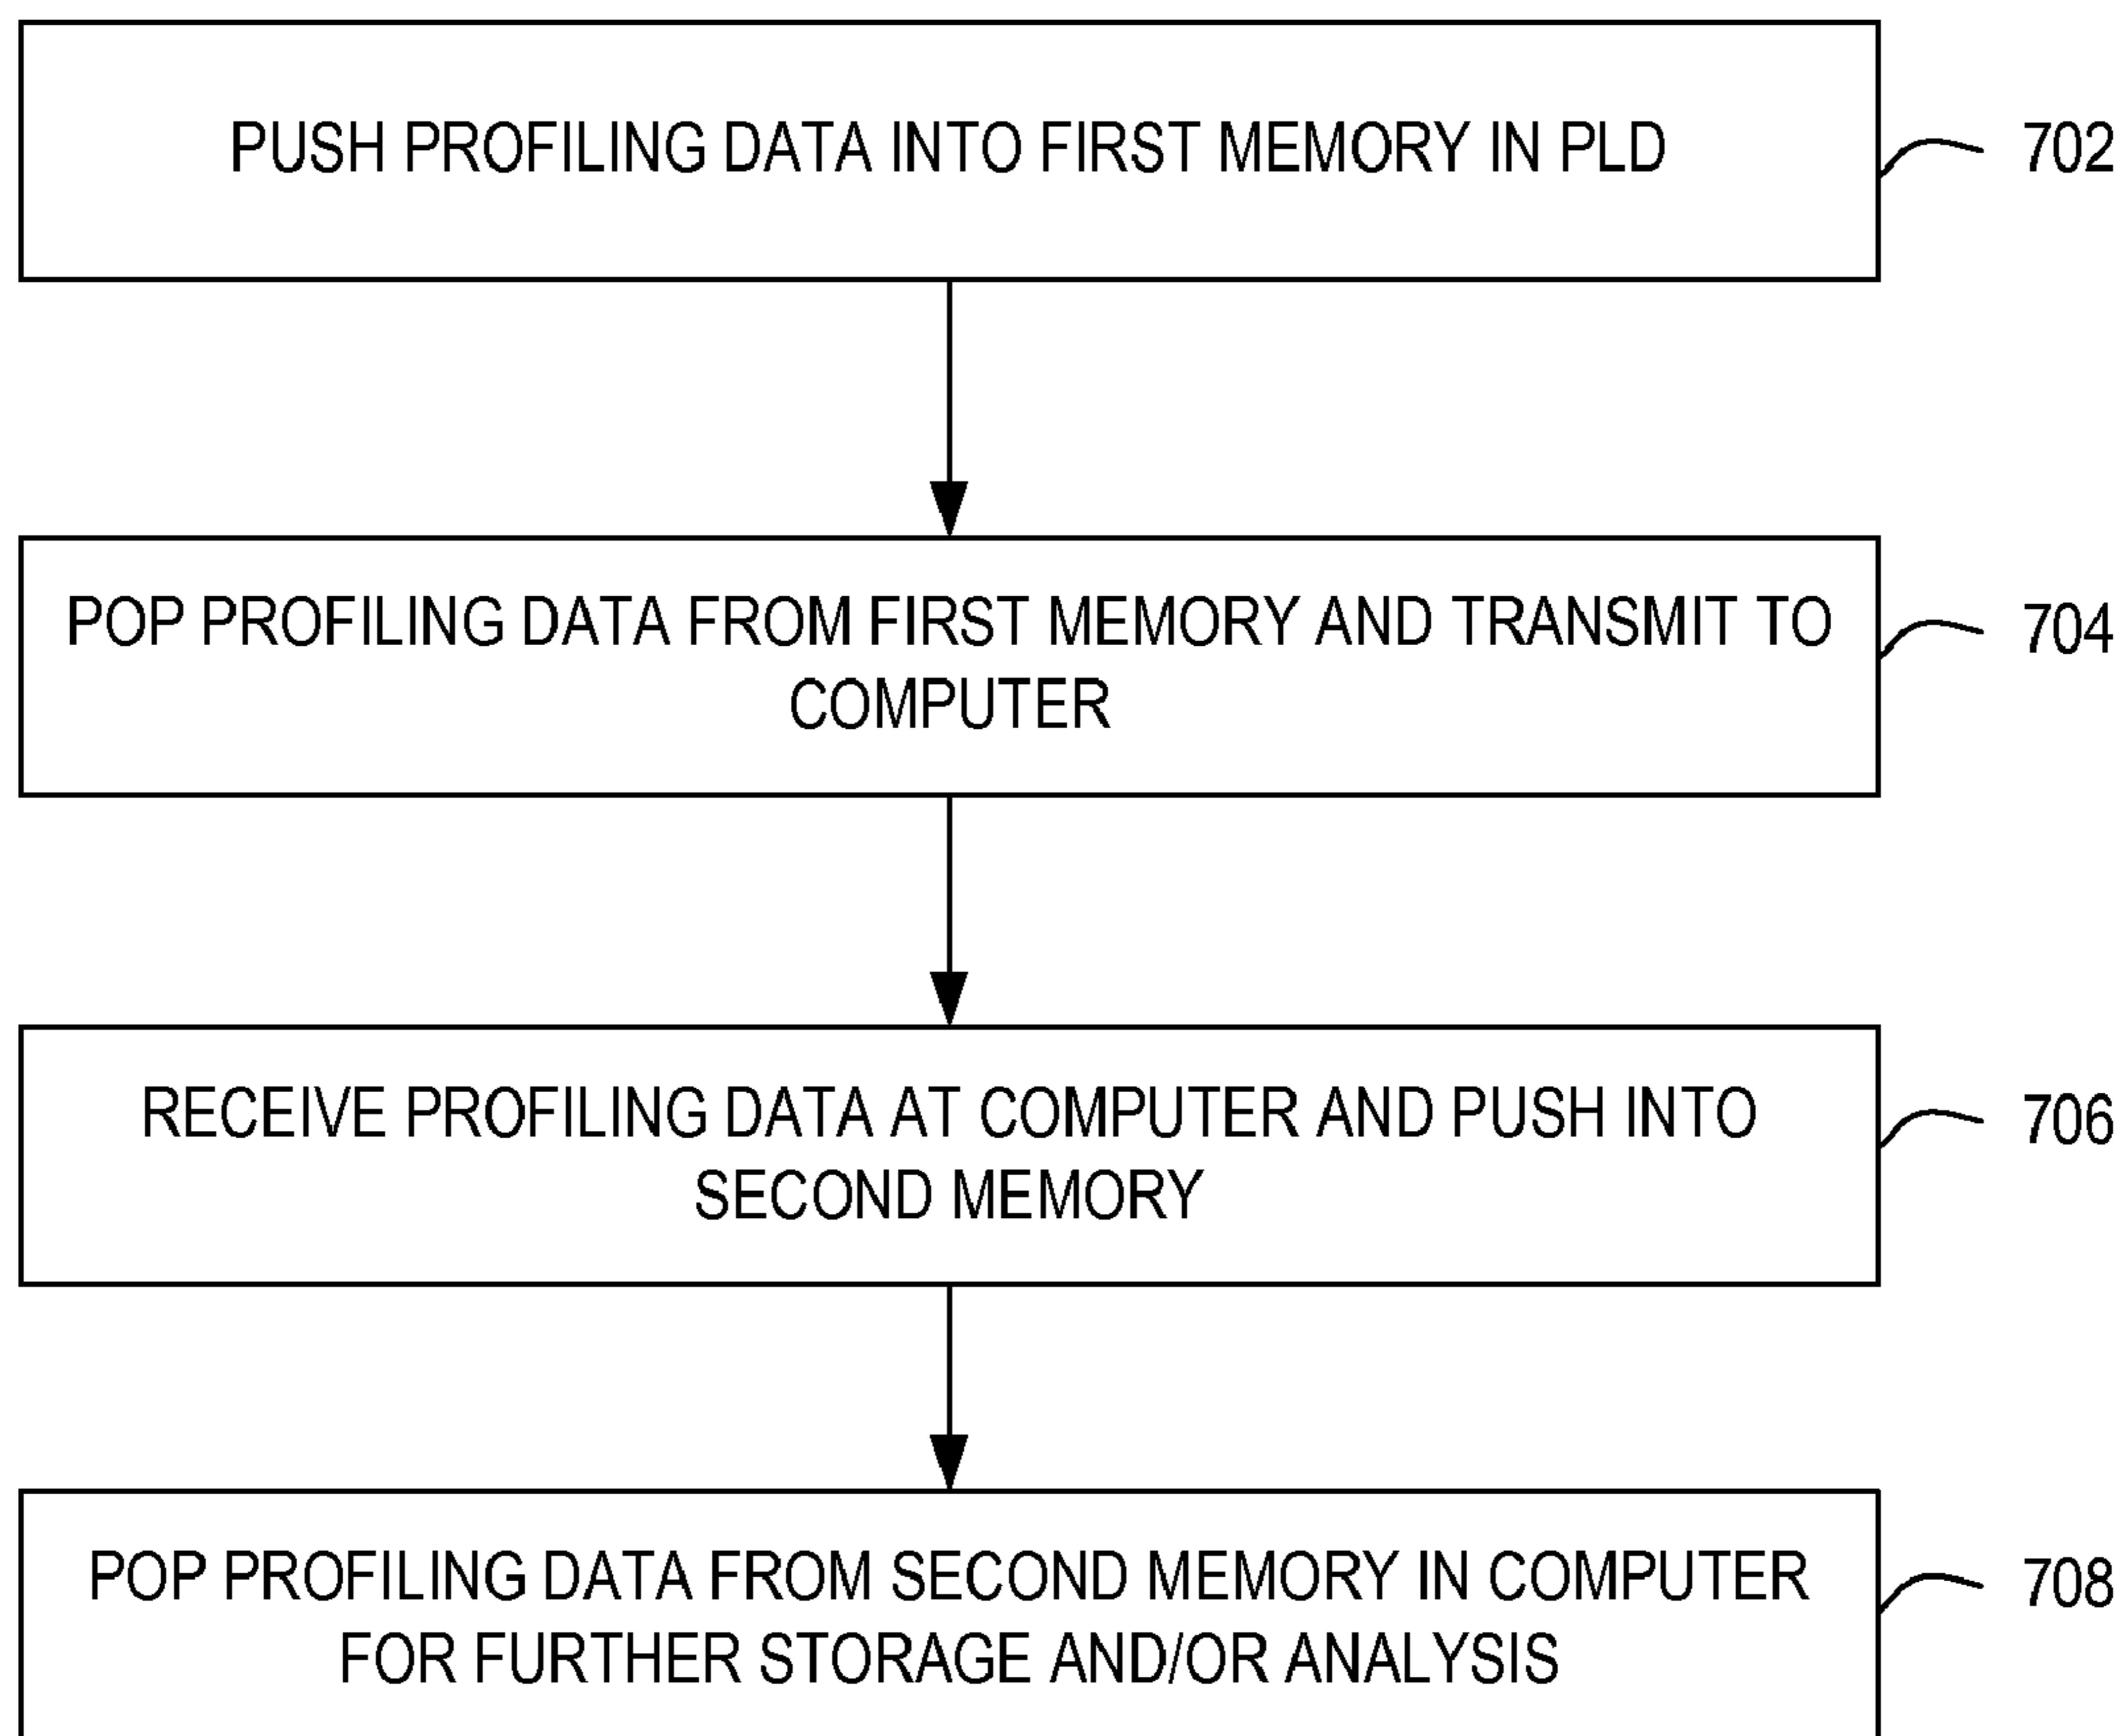 PUSH PROFILING DATA INTO FIRST MEMORY IN PLD
702
POP PROFILING DATA FROM FIRST MEMORY AND TRANSMIT TO
COMPUTER
704
RECEIVE PROFILING DATA AT COMPUTER AND PUSH INTO
SECOND MEMORY
706
POP PROFILING DATA FROM SECOND MEMORY IN COMPUTER
FOR FURTHER STORAGE AND/OR ANALYSIS
708